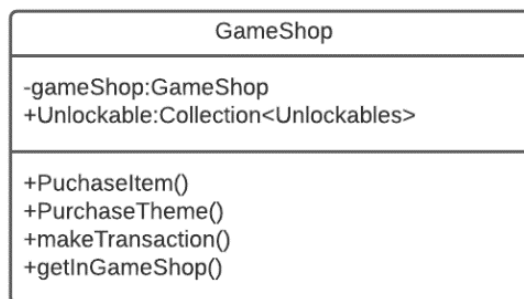 GameShop
-gameShop:GameShop
+Unlockable:Collection<Unlockables>
+PuchaseItem()
+PurchaseTheme()
+makeTransaction()
+getInGameShop()